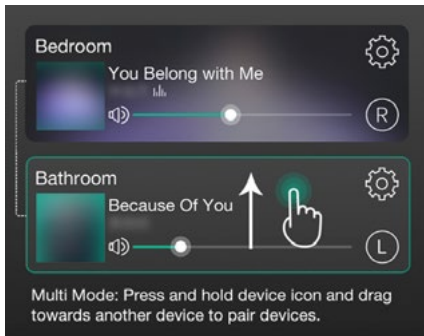 Bedroom
You Belong with Me
R
Bathroom
Because Of You
L
Multi Mode: Press and hold device icon and drag
towards another device to pair devices.